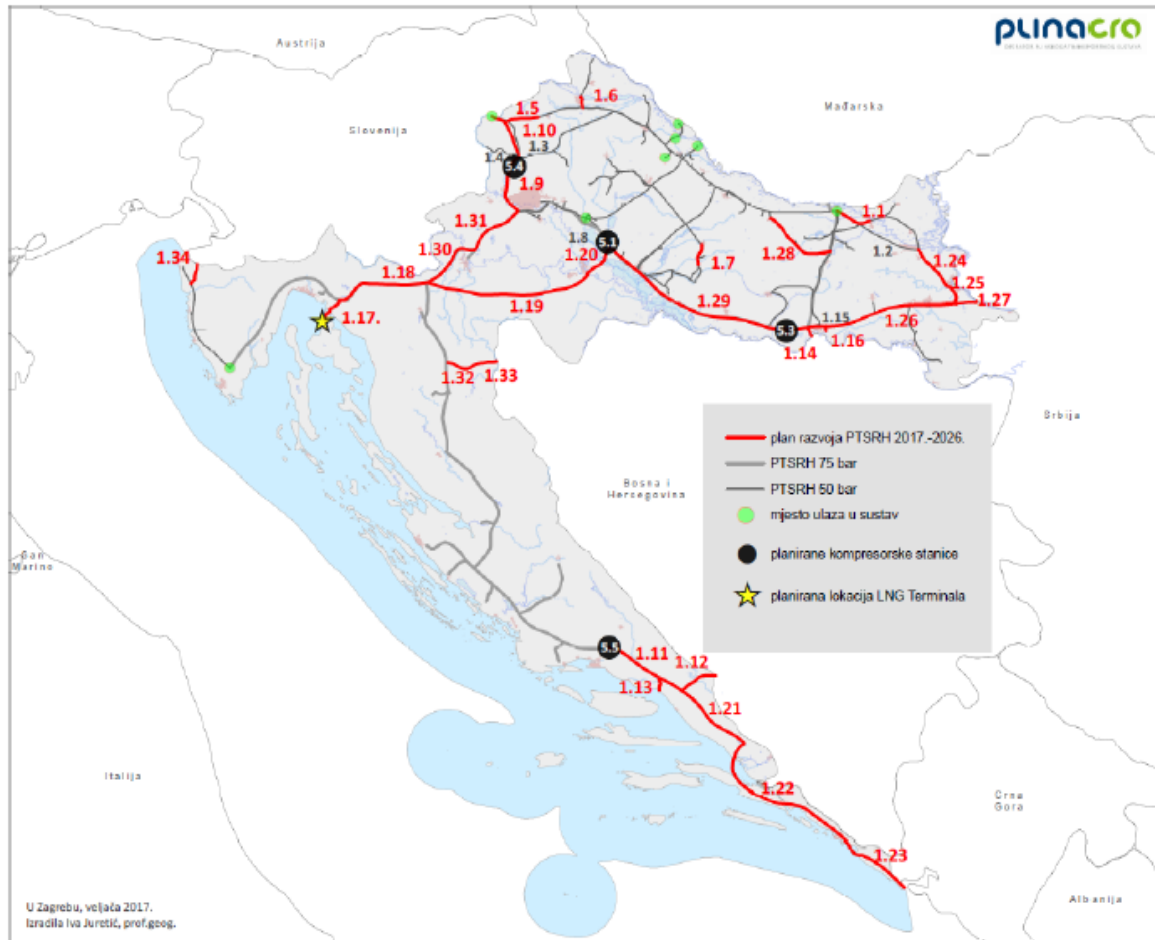 plinacro
Austrija
Mađarska
Slovenija
1.5
1.6
1.10
1.3
1.4
5.4
1.9
1.31
1.8
5.1
1.1
1.30
1.20
1.28
1.2
1.7
1.24
1.34
1.18
1.25
1.19
1.29
1.27
1.17.
1.15
1.26
5.3
1.14
1.16
1.32
1.33
Srbija
plan razvoja PTSRH 2017.-2026.
PTSRH 75 bar
PTSRH 50 bar
mjesto ulaza u sustav
planirane kompresorske stanice
planirana lokacija LNG Terminala
Bosna i
Hercegovina
San
Marino
5.5
1.11
1.12
1.13
1.21
Italija
1.22
Crna
Gora
1.23
Albanija
U Zagrebu, veljača 2017.
Izradila Iva Juretić, prof.geog.